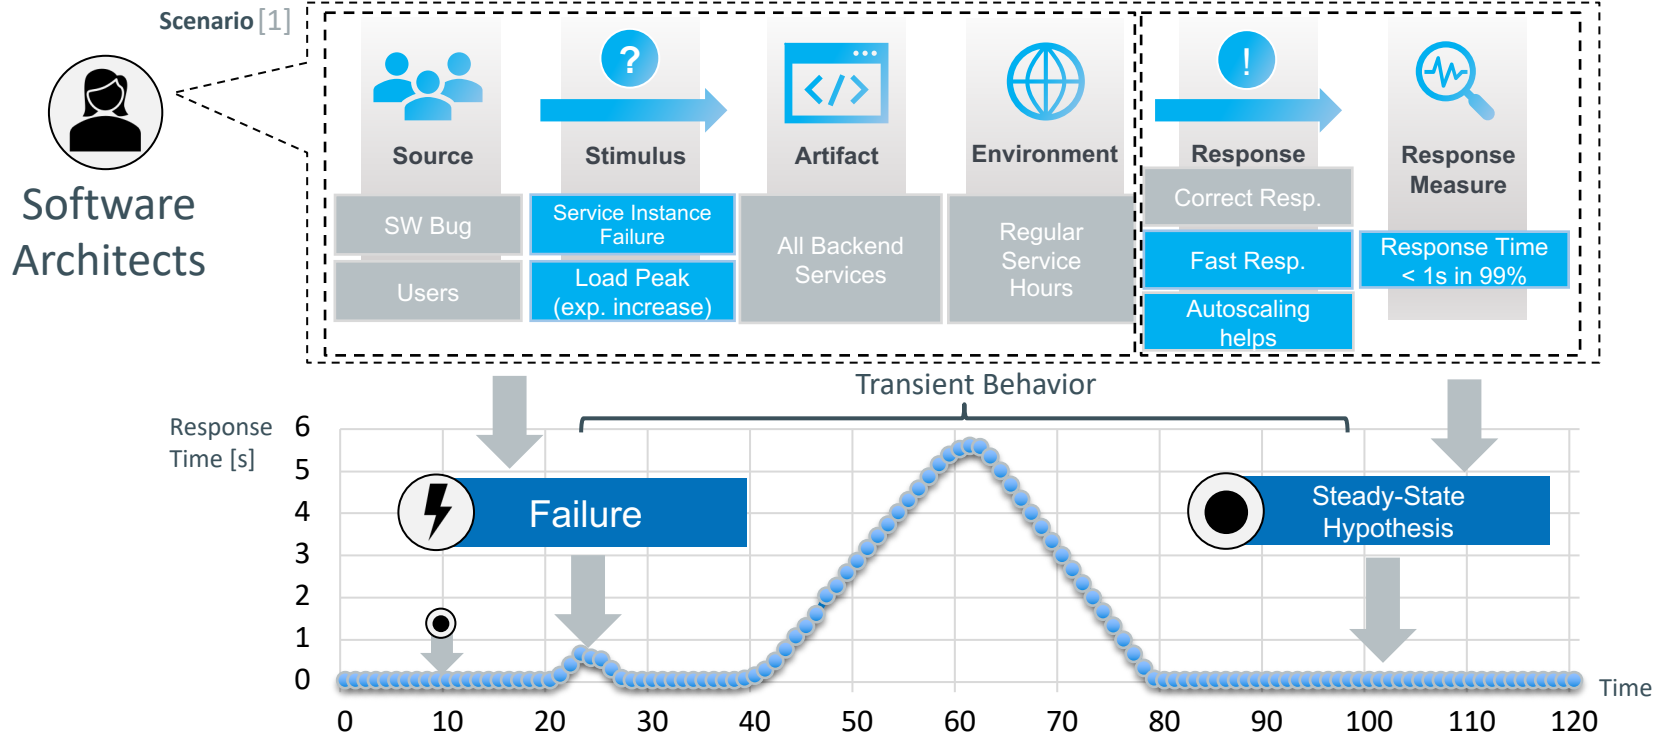 Scenario [1]
Software
Architects
?
!
Source
Stimulus
Artifact
</>
Environment
Response
Response
Measure
SW Bug
Users
Service Instance
Failure
Load Peak
(exp. increase)
All Backend
Services
Regular
Service
Hours
Correct Resp.
Fast Resp.
Autoscaling
helps
Response Time
< 1s in 99%
Transient Behavior
Response
Time [s]
6
5
4
3
2
1
0
Failure
Steady-State
Hypothesis
0 10 20 30 40 50 60 70 80 90 100 110 120
Time